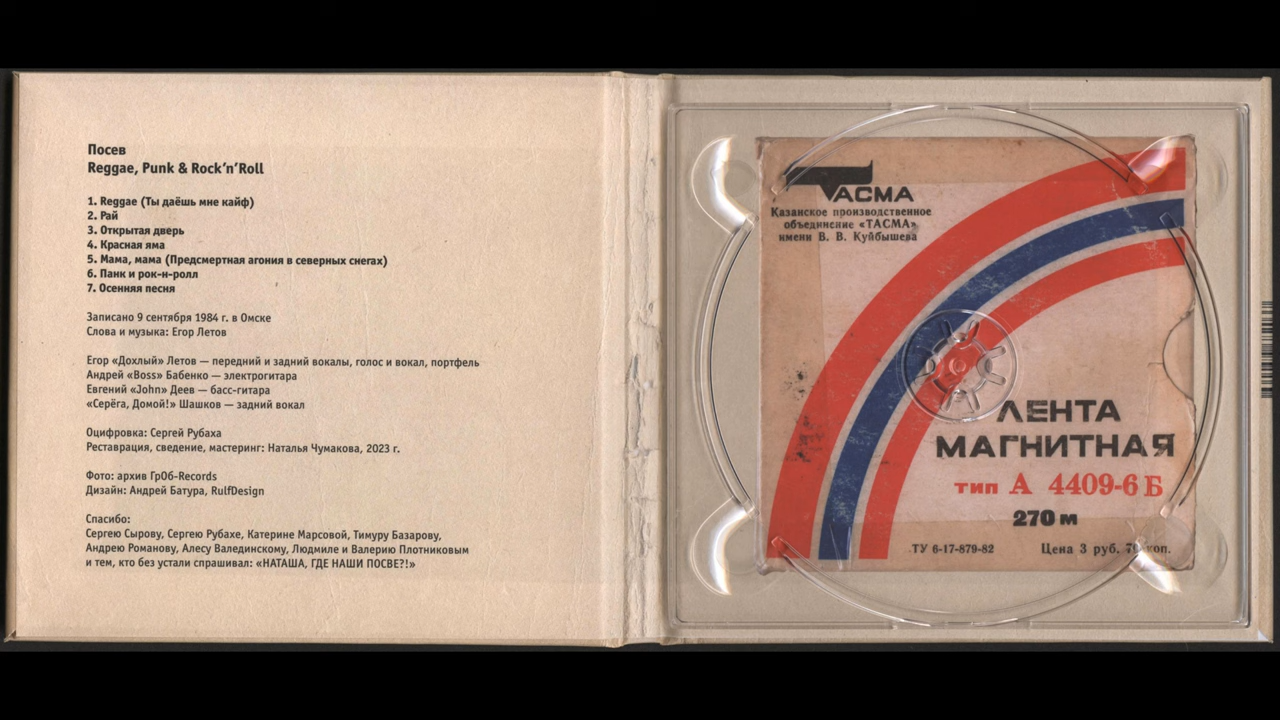 Посев
Reggae, Punk & Rock’n’Roll
1. Reggae (Ты даёшь мне кайф)
2. Рай
3. Открытая дверь
4. Красная яма
5. Мама, мама (Предсмертная агония в северных снегах)
6. Панк и рок-н-ролл
7. Осенняя песня
Записано 9 сентября 1984 г. в Омске
Слова и музыка: Егор Летов
Егор «Дохлый» Летов — передний и задний вокалы, голос и вокал, портфель
Андрей «Boss» Бабенко — электрогитара
Евгений «John» Деев — басс-гитара
«Серёга, Домой!» Шашков — задний вокал
Оцифровка: Сергей Рубаха
Реставрация, сведение, мастеринг: Наталья Чумакова, 2023 г.
Фото: архив ГрОб-Records
Дизайн: Андрей Батура, RulfDesign
Спасибо:
Сергею Сырову, Сергею Рубахе, Катерине Марсовой, Тимуру Базарову,
Андрею Романову, Алесу Валединскому, Людмиле и Валерию Плотниковым
и тем, кто без устали спрашивал: «НАТАША, ГДЕ НАШИ ПОСВЕ?!»
ТАСМА
Казанское производственное
объединение «ТАСМА»
имени В. В. Куйбышева
ЛЕНТА
МАГНИТНАЯ
тип А 4409-6 Б
270 м
ТУ 6-17-879-82
Цена 3 руб. 70 коп.